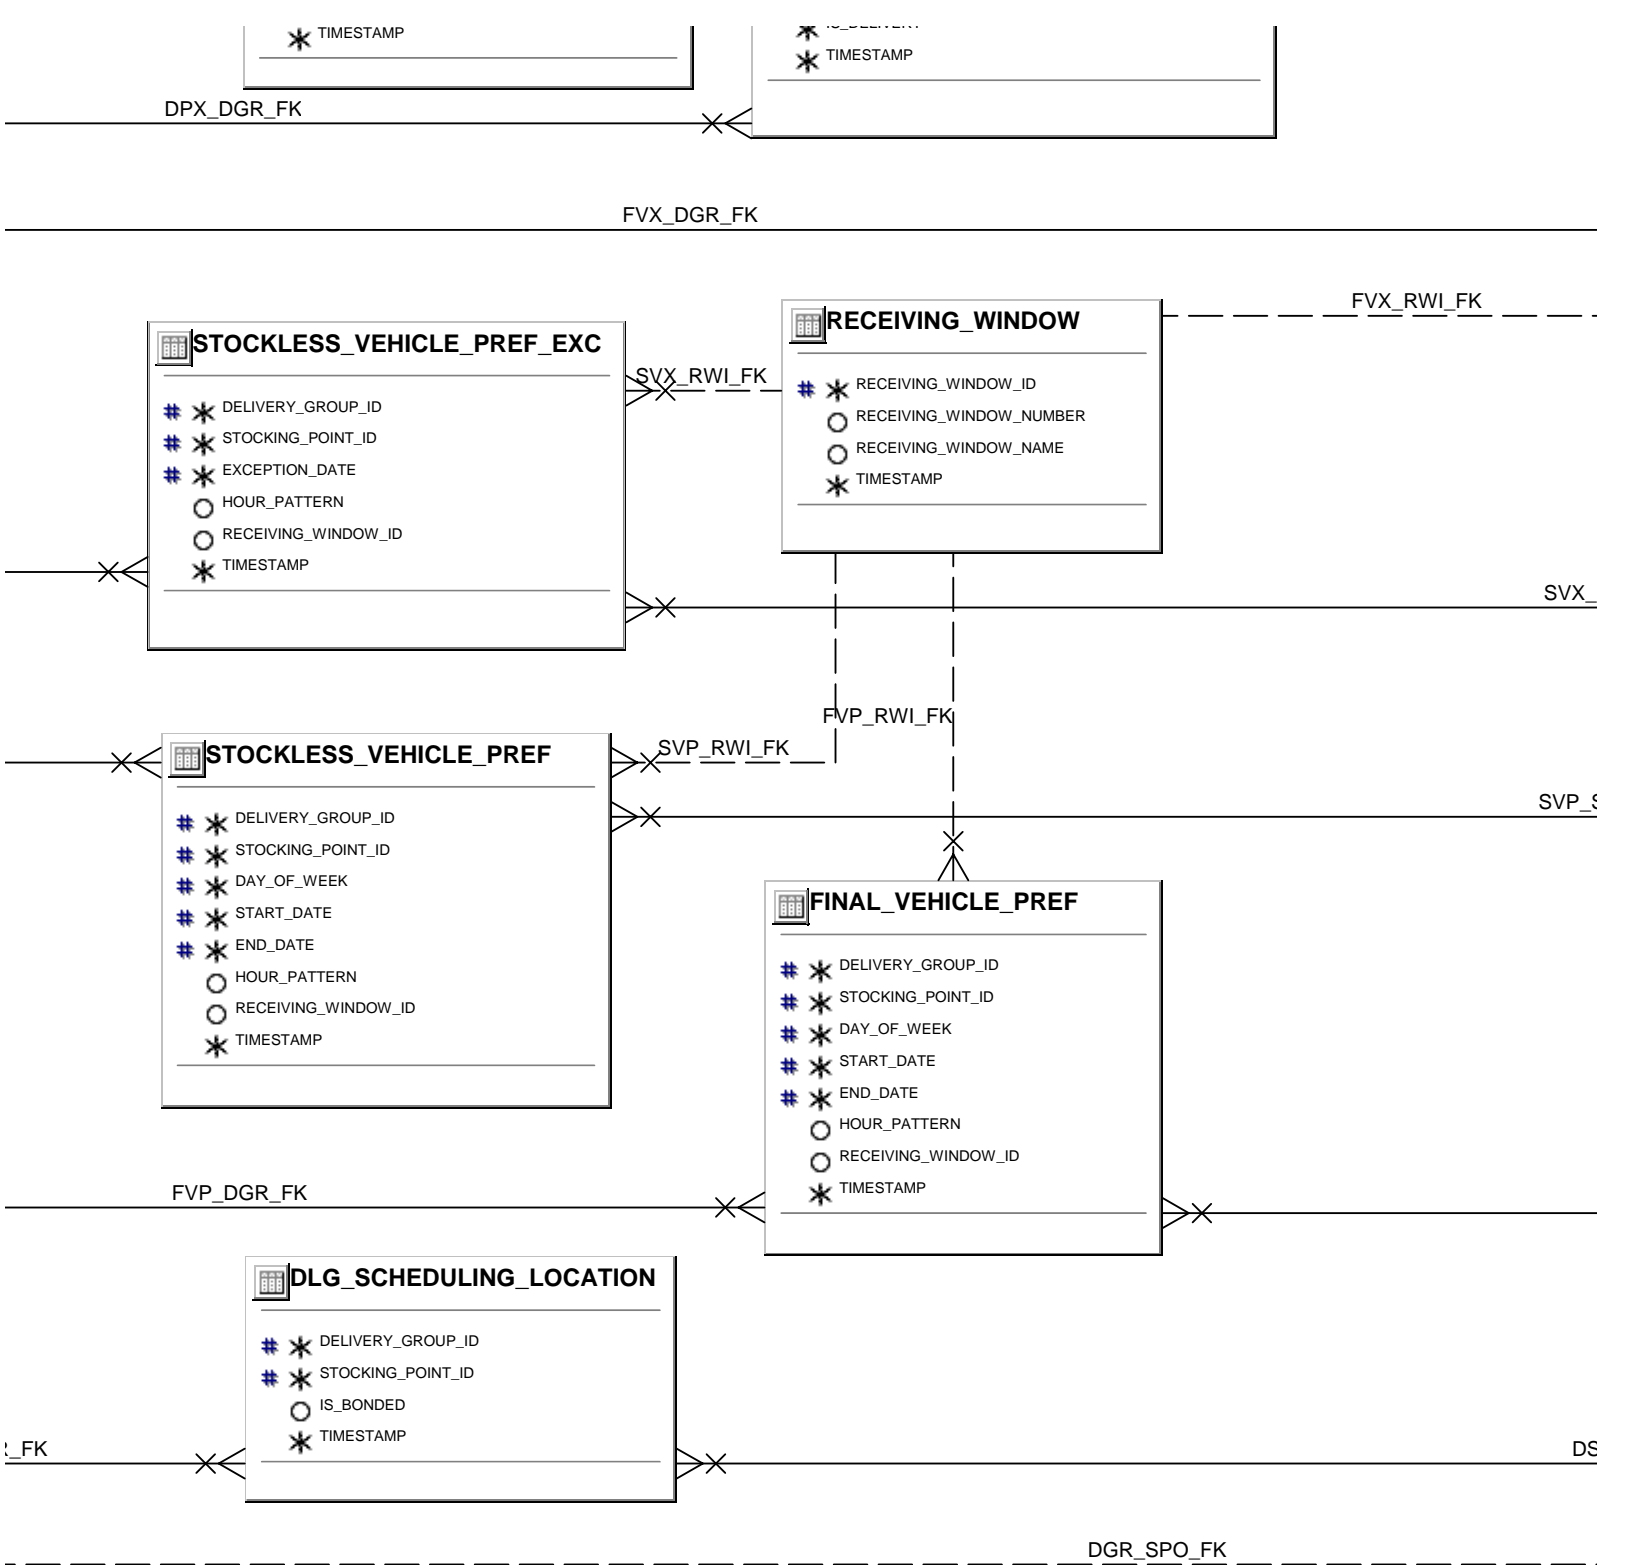 TIMESTAMP
IS_DELIVERY
TIMESTAMP
DPX_DGR_FK
FVX_DGR_FK
FVX_RWI_FK
RECEIVING_WINDOW
RECEIVING_WINDOW_ID
RECEIVING_WINDOW_NUMBER
RECEIVING_WINDOW_NAME
TIMESTAMP
STOCKLESS_VEHICLE_PREF_EXC
SVX_RWI_FK
# DELIVERY_GROUP_ID
# STOCKING_POINT_ID
# EXCEPTION_DATE
HOUR_PATTERN
RECEIVING_WINDOW_ID
TIMESTAMP
SVX_
FVP_RWI_FK
SVP_RWI_FK
STOCKLESS_VEHICLE_PREF
# DELIVERY_GROUP_ID
# STOCKING_POINT_ID
# DAY_OF_WEEK
# START_DATE
# END_DATE
HOUR_PATTERN
RECEIVING_WINDOW_ID
TIMESTAMP
SVP_S
FINAL_VEHICLE_PREF
# DELIVERY_GROUP_ID
# STOCKING_POINT_ID
# DAY_OF_WEEK
# START_DATE
# END_DATE
HOUR_PATTERN
RECEIVING_WINDOW_ID
TIMESTAMP
FVP_DGR_FK
DLG_SCHEDULING_LOCATION
# DELIVERY_GROUP_ID
# STOCKING_POINT_ID
IS_BONDED
TIMESTAMP
_FK
DS
DGR_SPO_FK